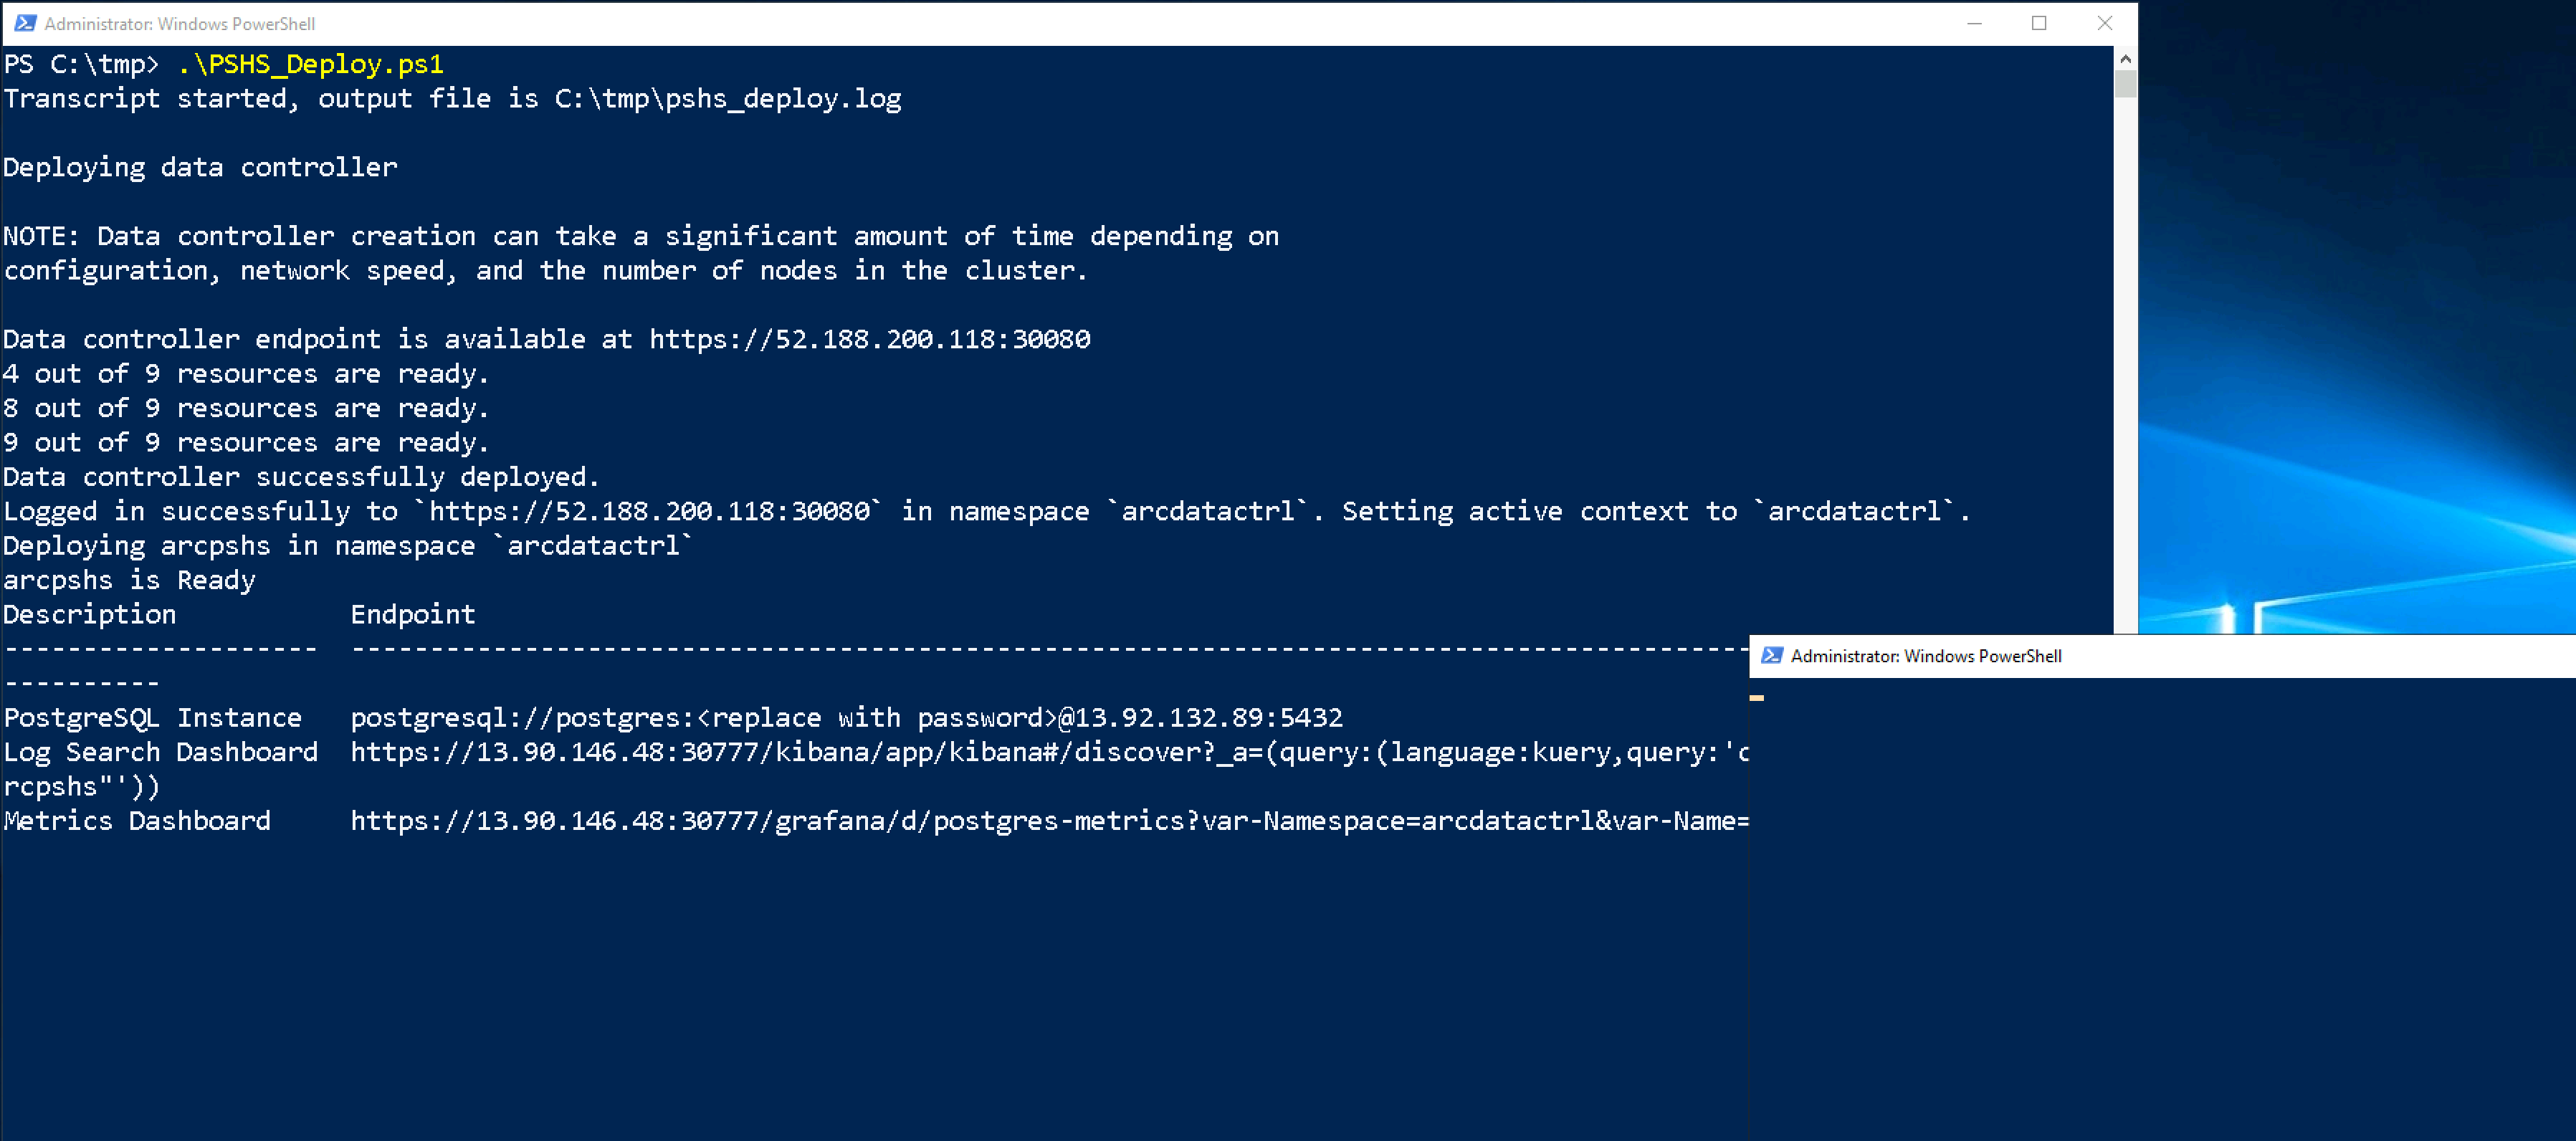 Administrator: Windows PowerShell
PS C:\tmp> .\PSHS_Deploy.ps1
Transcript started, output file is C:\tmp\pshs_deploy.log
Deploying data controller
NOTE: Data controller creation can take a significant amount of time depending on
configuration, network speed, and the number of nodes in the cluster.
Data controller endpoint is available at https://52.188.200.118:30080
4 out of 9 resources are ready.
8 out of 9 resources are ready.
9 out of 9 resources are ready.
Data controller successfully deployed.
Logged in successfully to `https://52.188.200.118:30080` in namespace `arcdatactrl`. Setting active context to `arcdatactrl`.
Deploying arcpshs in namespace `arcdatactrl`
arcpshs is Ready
Description Endpoint
-------------------- -----------------------------------------------------------------------------------------
----------
PostgreSQL Instance postgresql://postgres:<replace with password>@13.92.132.89:5432
Log Search Dashboard https://13.90.146.48:30777/kibana/app/kibana#/discover?_a=(query:(language:kuery,query:'c
rcpshs"'))
Metrics Dashboard https://13.90.146.48:30777/grafana/d/postgres-metrics?var-Namespace=arcdatactrl&var-Name=
Administrator: Windows PowerShell